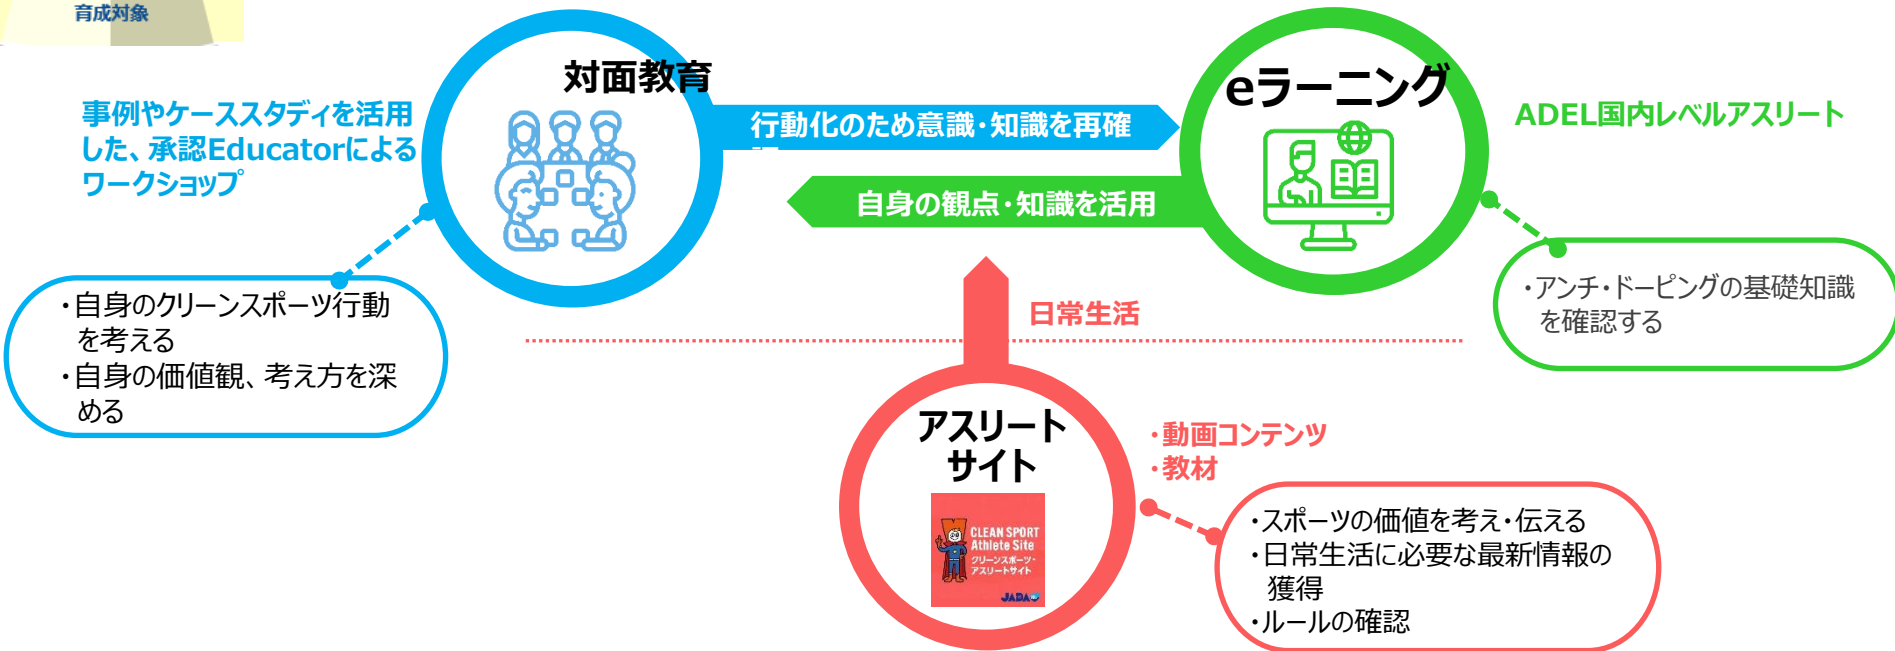 育成対象
対面教育
事例やケーススタディを活用
した、承認Educatorによる
ワークショップ
行動化のため意識・知識を再確
自身の観点・知識を活用
eラーニング
ADEL国内レベルアスリート
・自身のクリーンスポーツ行動
を考える
・自身の価値観、考え方を深
める
・アンチ・ドーピングの基礎知識
を確認する
日常生活
アスリート
サイト
CLEAN SPORT
Athlete Site
クリーンスポーツ・
アスリートサイト
JADA
・動画コンテンツ
・教材
・スポーツの価値を考え・伝える
・日常生活に必要な最新情報の
獲得
・ルールの確認